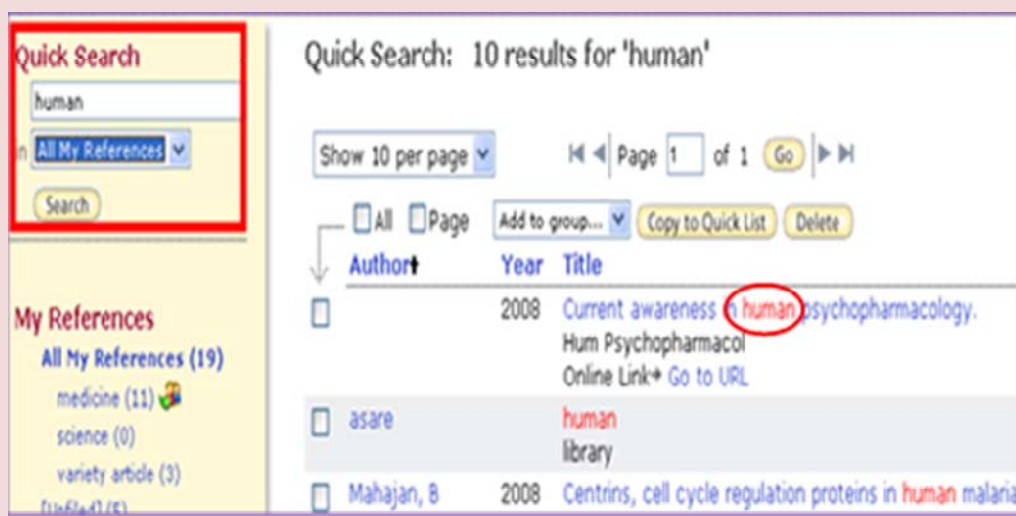 Quick Search
human
in All My References
Search
My References
All My References (19)
medicine (11)
science (0)
variety article (3)
[Unfiled] (5)
Quick Search: 10 results for 'human'
Show 10 per page Page 1 of 1 Go
All Page Add to group... Copy to Quick List Delete
Author Year Title
2008 Current awareness in human psychopharmacology.
Hum Psychopharmacol
Online Link➔ Go to URL
asare human
library
Mahajan, B 2008 Centrins, cell cycle regulation proteins in human malaria